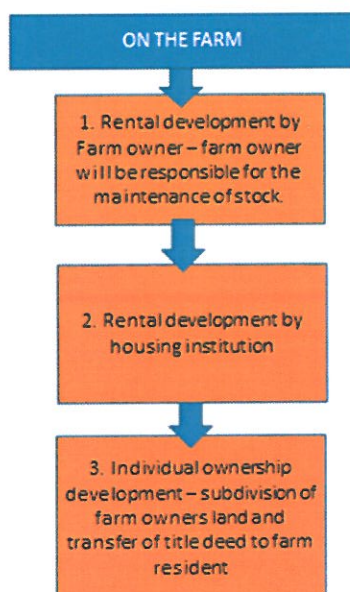 ON THE FARM
1. Rental development by
Farm owner – farm owner
will be responsible for the
maintenance of stock.
2. Rental development by
housing institution
3. Individual ownership
development – subdivision of
farm owners land and
transfer of title deed to farm
resident